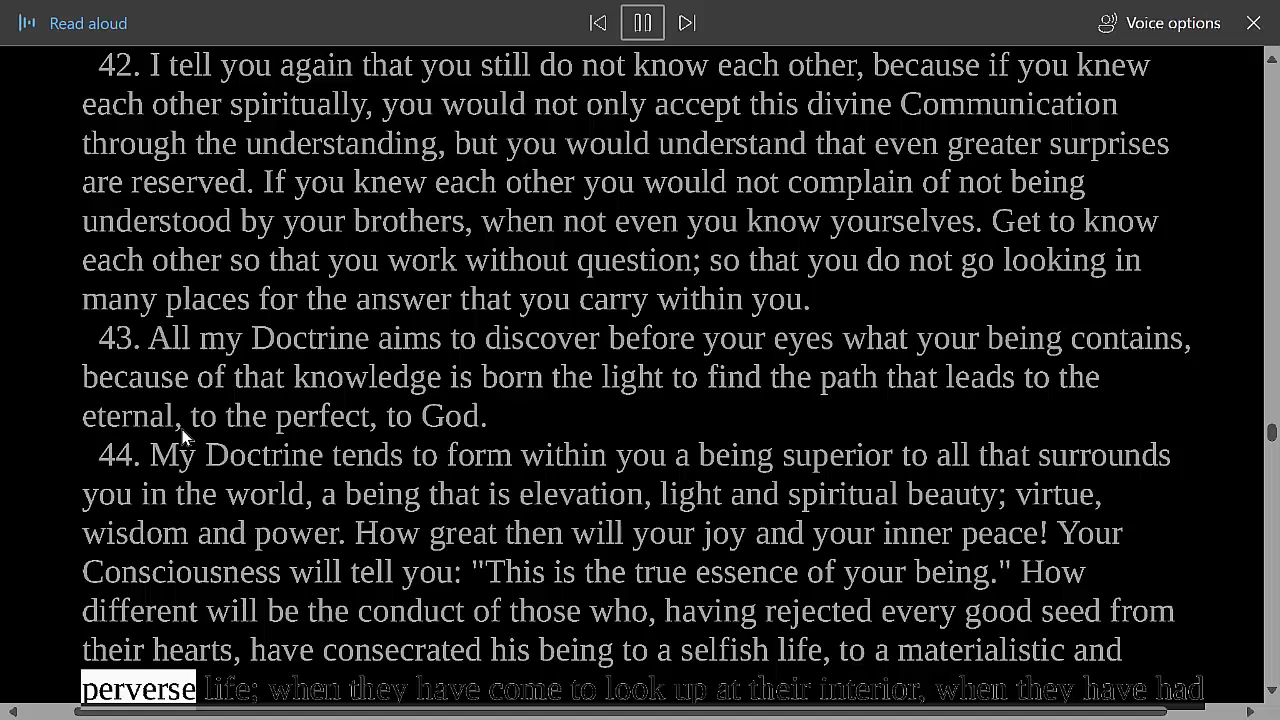 Read aloud
Voice options
42. I tell you again that you still do not know each other, because if you knew
each other spiritually, you would not only accept this divine Communication
through the understanding, but you would understand that even greater surprises
are reserved. If you knew each other you would not complain of not being
understood by your brothers, when not even you know yourselves. Get to know
each other so that you work without question; so that you do not go looking in
many places for the answer that you carry within you.
43. All my Doctrine aims to discover before your eyes what your being contains,
because of that knowledge is born the light to find the path that leads to the
eternal, to the perfect, to God.
44. My Doctrine tends to form within you a being superior to all that surrounds
you in the world, a being that is elevation, light and spiritual beauty; virtue,
wisdom and power. How great then will your joy and your inner peace! Your
Consciousness will tell you: "This is the true essence of your being." How
different will be the conduct of those who, having rejected every good seed from
their hearts, have consecrated his being to a selfish life, to a materialistic and
perverse life; when they have come to look up at their interior, when they have had